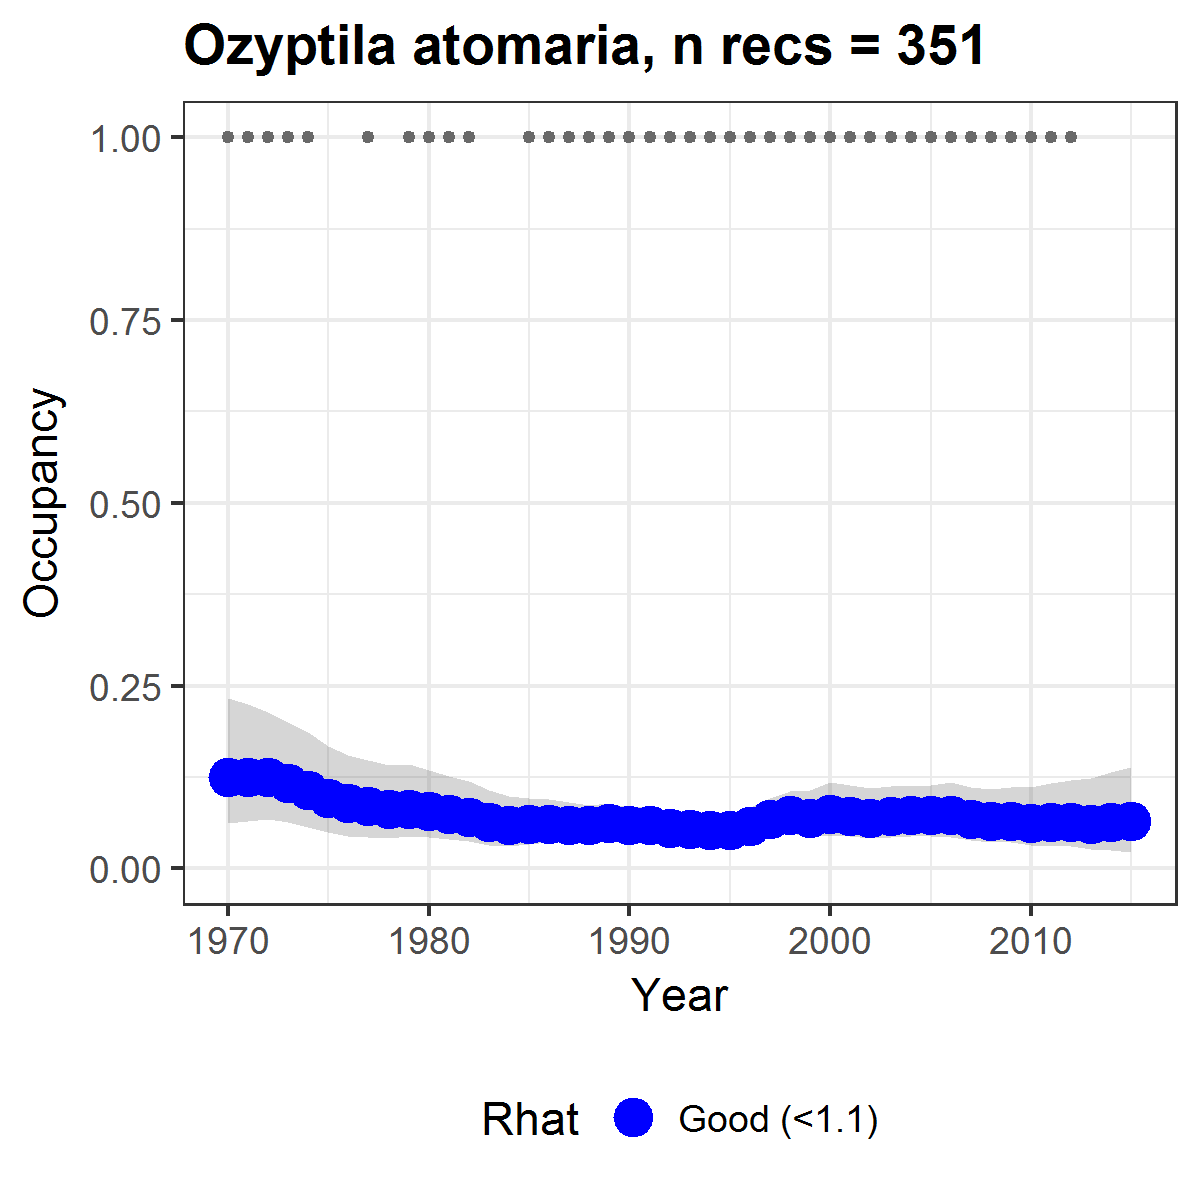 Ozyptila atomaria, n recs = 351
1.00
0.75
0.50
0.25
0.00
Occupancy
1970 1980 1990 2000 2010
Year
Rhat Good (<1.1)